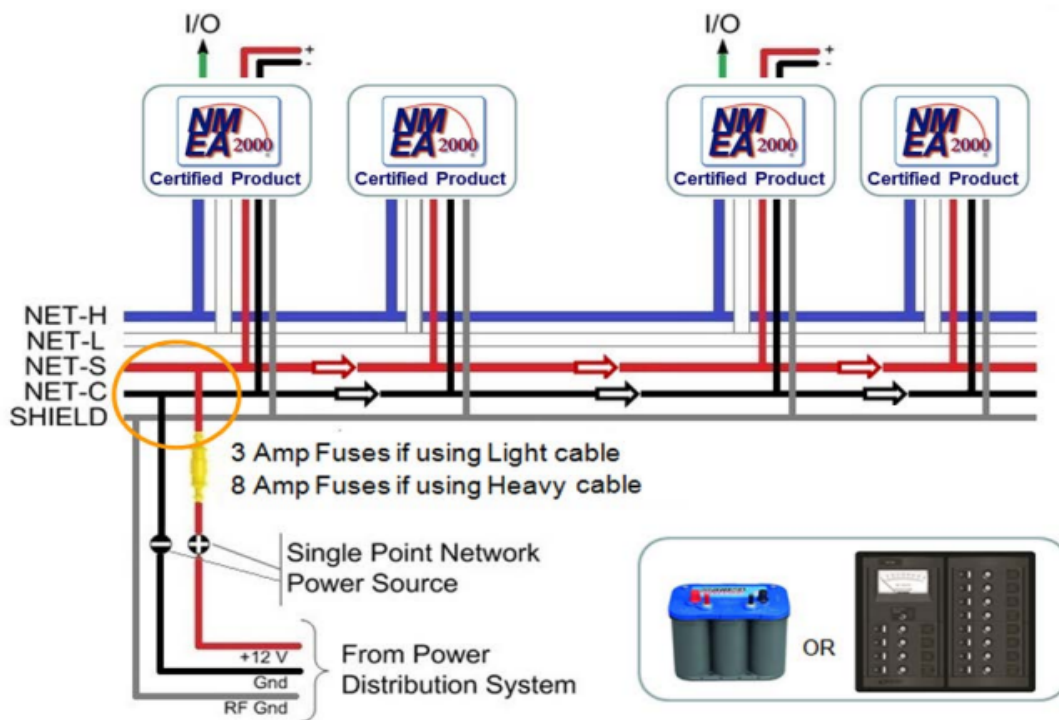 I/O
+
-
I/O
+
-
NM
EA 2000
Certified Product
NM
EA 2000
Certified Product
NM
EA 2000
Certified Product
NM
EA 2000
Certified Product
NET-H
NET-L
NET-S
NET-C
SHIELD
3 Amp Fuses if using Light cable
8 Amp Fuses if using Heavy cable
Single Point Network
Power Source
+12 V
Gnd
RF Gnd
From Power
Distribution System
OR